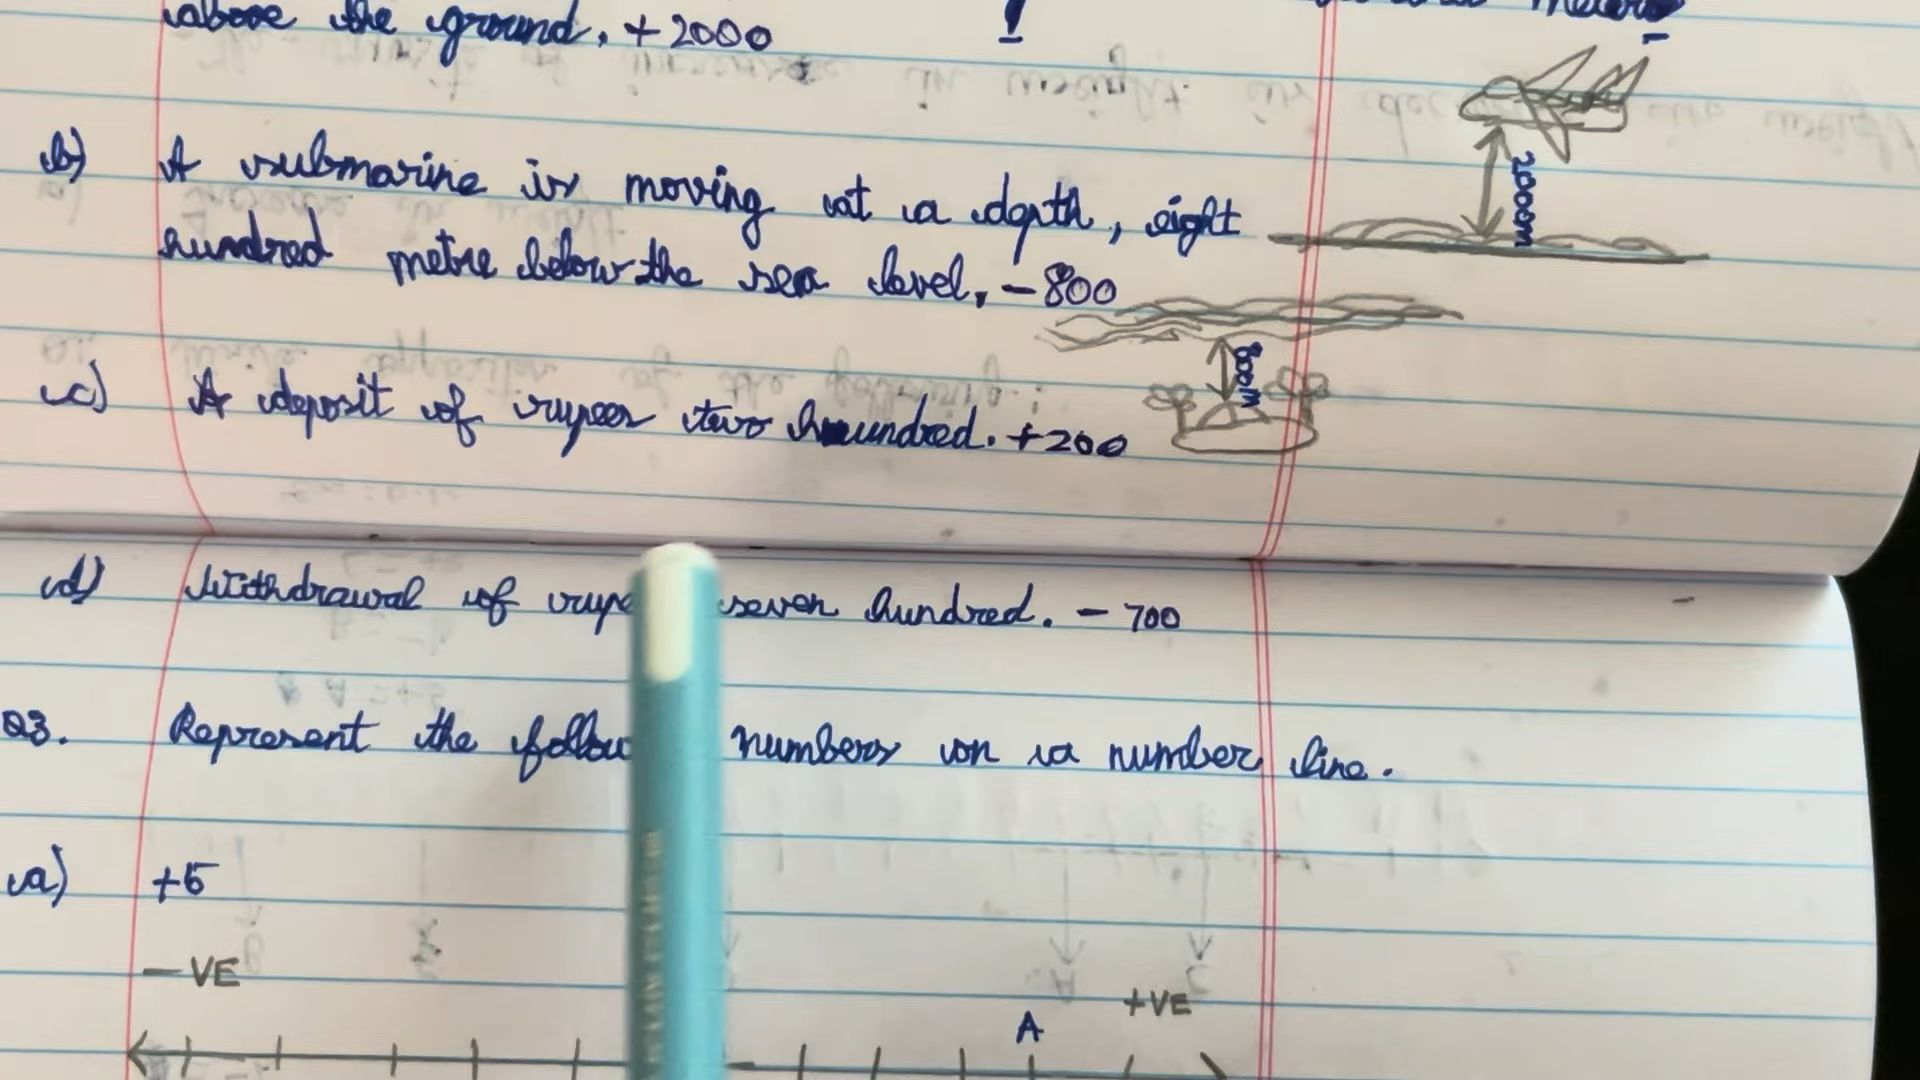 above the ground. +2000
b) A submarine is moving at a depth, eight
hundred metre below the sea level. -800
2000M
800M
c) A deposit of rupees two hundred. +200
d) Withdrawal of seven hundred. - 700
Q3. Represent the numbers on a number line.
a) +5
-VE
+VE
A